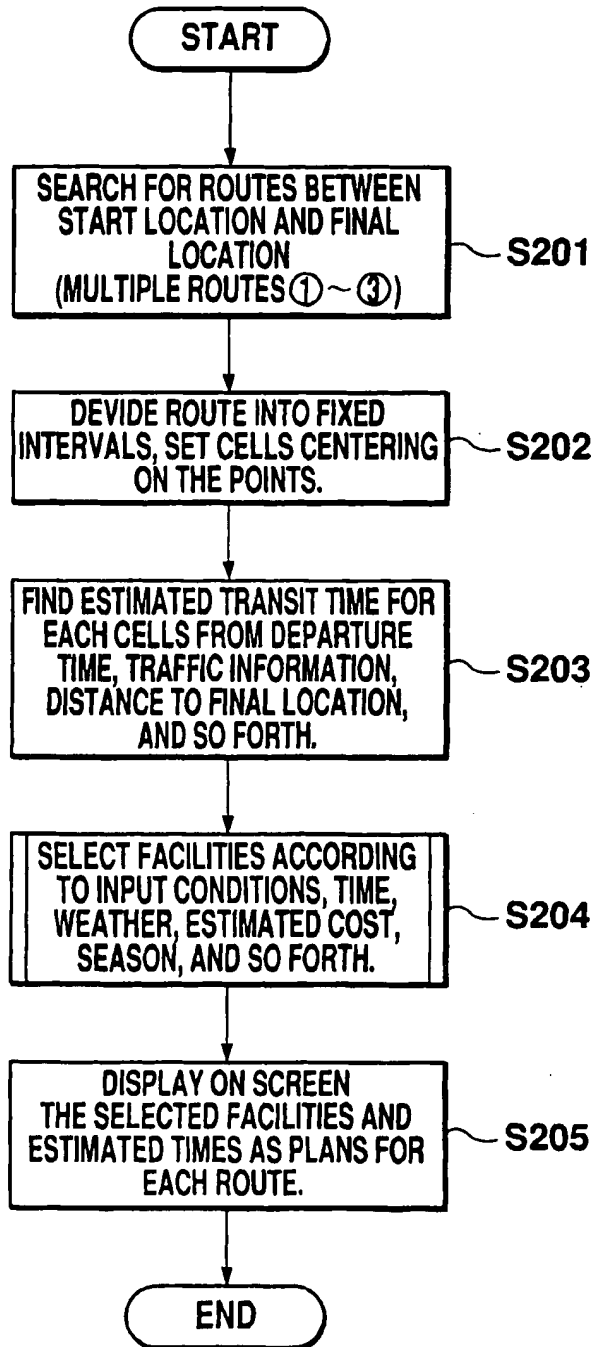 START
SEARCH FOR ROUTES BETWEEN
START LOCATION AND FINAL
LOCATION
(MULTIPLE ROUTES ① ~ ③)
S201
DEVIDE ROUTE INTO FIXED
INTERVALS, SET CELLS CENTERING
ON THE POINTS.
S202
FIND ESTIMATED TRANSIT TIME FOR
EACH CELLS FROM DEPARTURE
TIME, TRAFFIC INFORMATION,
DISTANCE TO FINAL LOCATION,
AND SO FORTH.
S203
SELECT FACILITIES ACCORDING
TO INPUT CONDITIONS, TIME,
WEATHER, ESTIMATED COST,
SEASON, AND SO FORTH.
S204
DISPLAY ON SCREEN
THE SELECTED FACILITIES AND
ESTIMATED TIMES AS PLANS FOR
EACH ROUTE.
S205
END